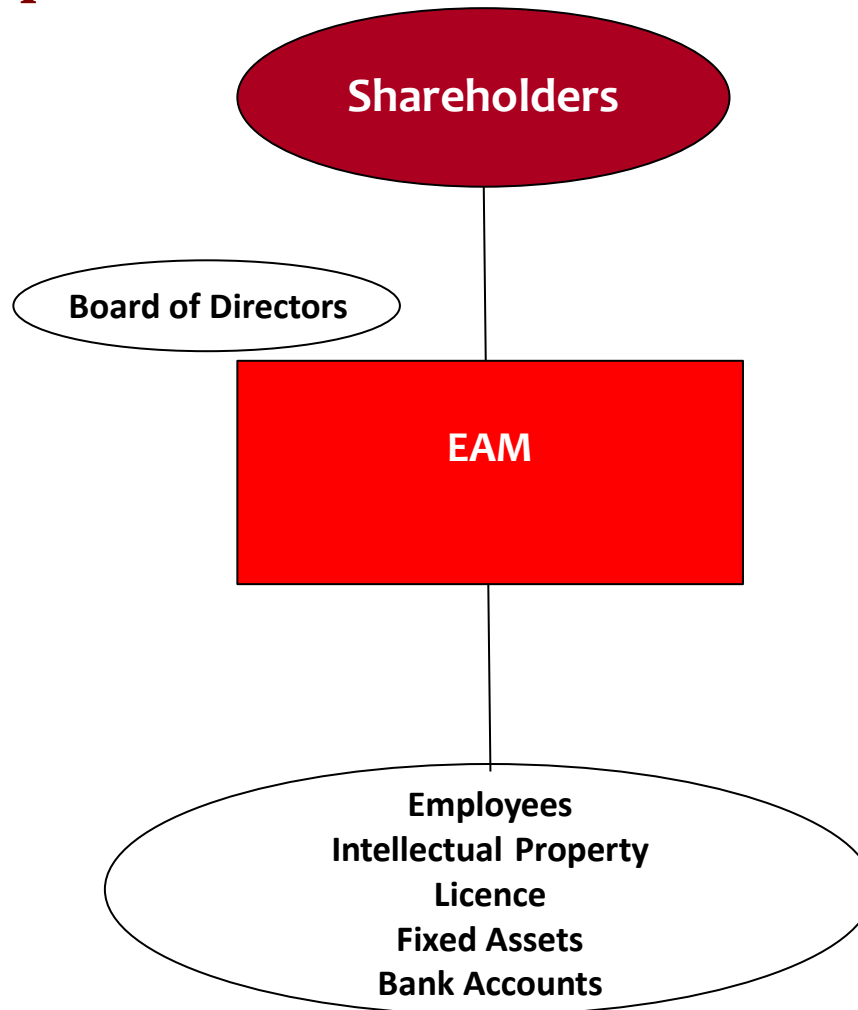 Shareholders
Board of Directors
EAM
Employees
Intellectual Property
Licence
Fixed Assets
Bank Accounts